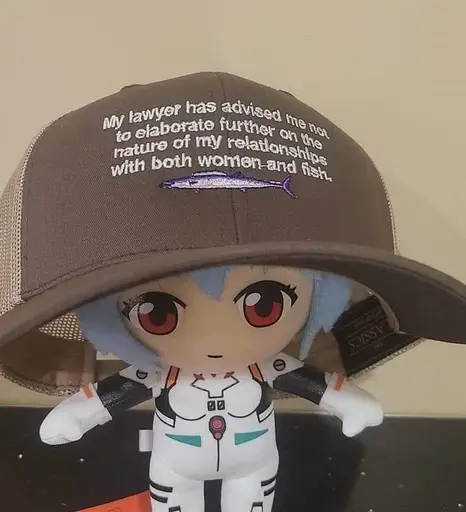 My lawyer has advised me not
to elaborate further on the
nature of my relationships
with both women and fish.
CLASSICS